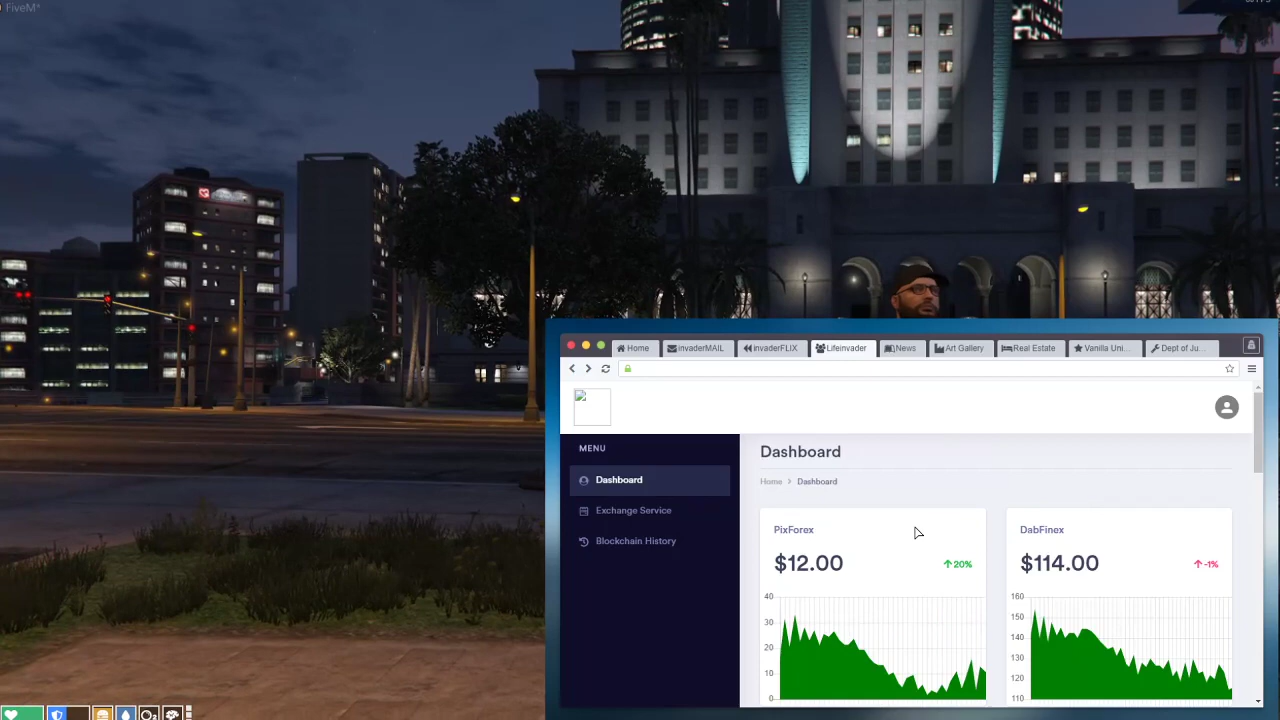 FiveM*
Home
invaderMAIL
invaderFLIX
Lifeinvader
News
Art Gallery
Real Estate
Vanilla Uni...
Dept of Ju...
MENU
Dashboard
Exchange Service
Blockchain History
Dashboard
Home > Dashboard
PixForex
$12.00
20%
40
30
20
10
0
DabFinex
$114.00
-1%
160
150
140
130
120
110
O2